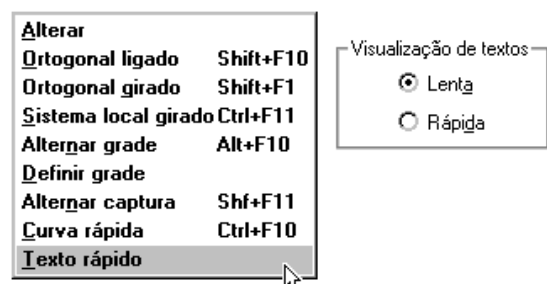 Alterar
Ortogonal ligado Shift+F10
Ortogonal girado Shift+F1
Sistema local girado Ctrl+F11
Alternar grade Alt+F10
Definir grade
Alternar captura Shf+F11
Curva rápida Ctrl+F10
Texto rápido
Visualização de textos
Lenta
Rápida